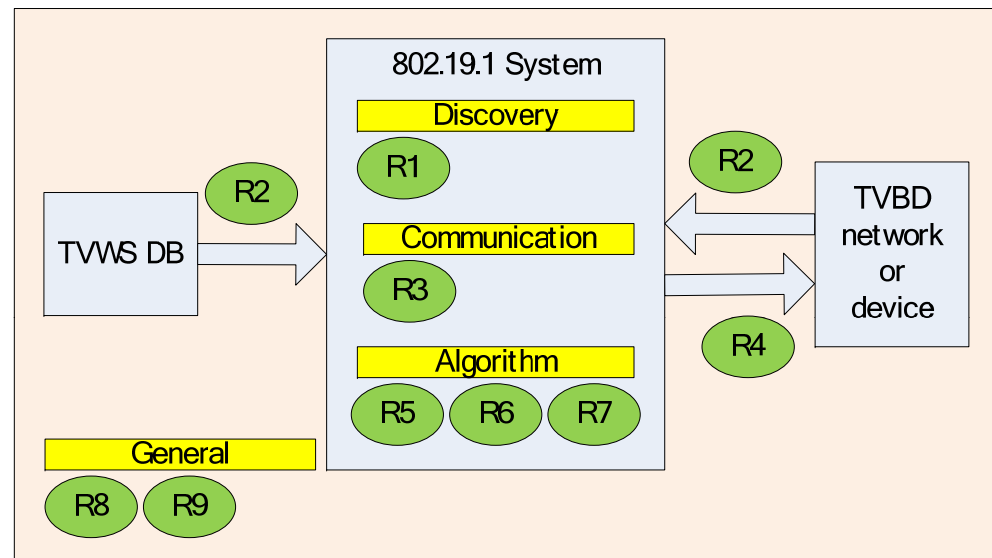 802.19.1 System
Discovery
R1
R2
TVWS DB
Communication
R3
R2
TVBD
network
or
device
R4
Algorithm
R5 R6 R7
General
R8 R9